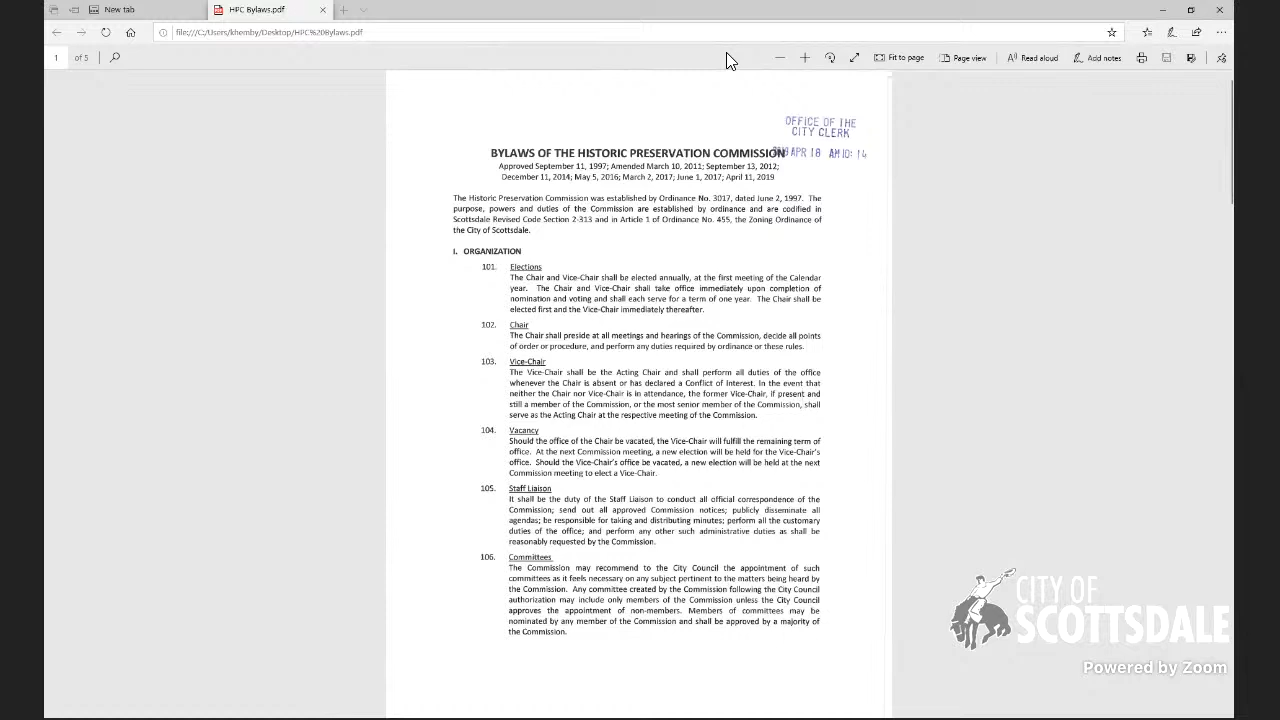 New tab
HPC Bylaws.pdf
file:///C:/Users/khemby/Desktop/HPC%20Bylaws.pdf
1 of 5
Fit to page
Page view
Read aloud
Add notes
OFFICE OF THE
CITY CLERK
APR 18 AM 10: 14
BYLAWS OF THE HISTORIC PRESERVATION COMMISSION
Approved September 11, 1997; Amended March 10, 2011; September 13, 2012;
December 11, 2014; May 5, 2016; March 2, 2017; June 1, 2017; April 11, 2019
The Historic Preservation Commission was established by Ordinance No. 3017, dated June 2, 1997. The
purpose, powers and duties of the Commission are established by ordinance and are codified in
Scottsdale Revised Code Section 2-313 and in Article 1 of Ordinance No. 455, the Zoning Ordinance of
the City of Scottsdale.
I. ORGANIZATION
101. Elections
The Chair and Vice-Chair shall be elected annually, at the first meeting of the Calendar
year. The Chair and Vice-Chair shall take office immediately upon completion of
nomination and voting and shall each serve for a term of one year. The Chair shall be
elected first and the Vice-Chair immediately thereafter.
102. Chair
The Chair shall preside at all meetings and hearings of the Commission, decide all points
of order or procedure, and perform any duties required by ordinance or these rules.
103. Vice-Chair
The Vice-Chair shall be the Acting Chair and shall perform all duties of the office
whenever the Chair is absent or has declared a Conflict of Interest. In the event that
neither the Chair nor Vice-Chair is in attendance, the former Vice-Chair, if present and
still a member of the Commission, or the most senior member of the Commission, shall
serve as the Acting Chair at the respective meeting of the Commission.
104. Vacancy
Should the office of the Chair be vacated, the Vice-Chair will fulfill the remaining term of
office. At the next Commission meeting, a new election will be held for the Vice-Chair's
office. Should the Vice-Chair's office be vacated, a new election will be held at the next
Commission meeting to elect a Vice-Chair.
105. Staff Liaison
It shall be the duty of the Staff Liaison to conduct all official correspondence of the
Commission; send out all approved Commission notices; publicly disseminate all
agendas; be responsible for taking and distributing minutes; perform all the customary
duties of the office; and perform any other such administrative duties as shall be
reasonably requested by the Commission.
106. Committees
The Commission may recommend to the City Council the appointment of such
committees as it feels necessary on any subject pertinent to the matters being heard by
the Commission. Any committee created by the Commission following the City Council
authorization may include only members of the Commission unless the City Council
approves the appointment of non-members. Members of committees may be
nominated by any member of the Commission and shall be approved by a majority of
the Commission.
CITY OF
SCOTTSDALE
Powered by Zoom